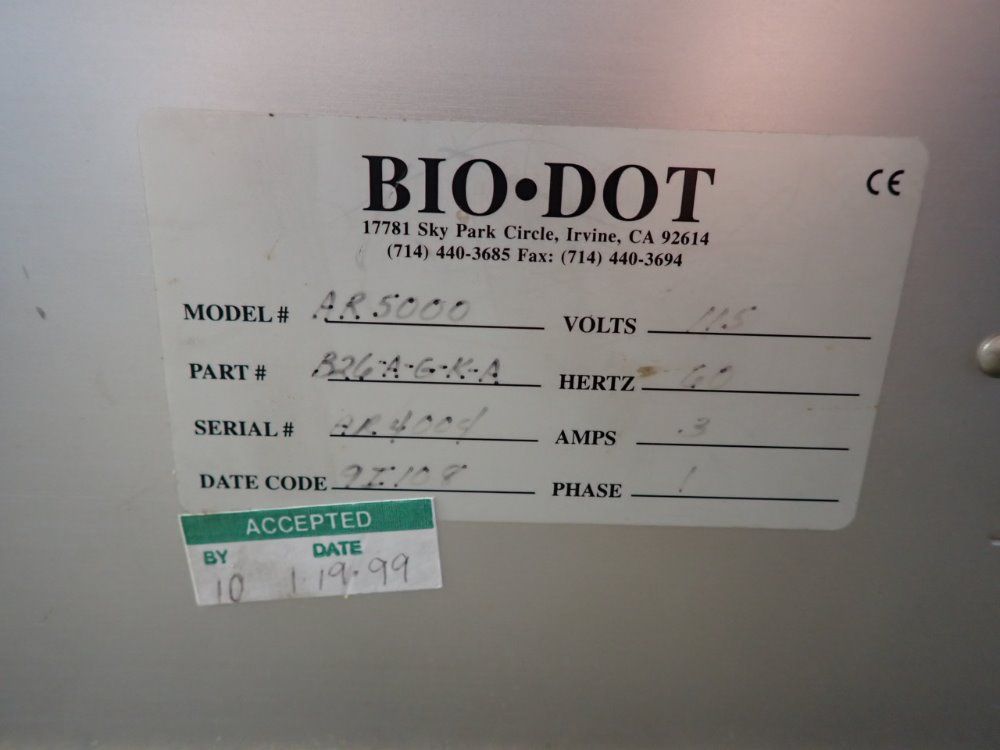 BIO•DOT
CE
17781 Sky Park Circle, Irvine, CA 92614
(714) 440-3685 Fax: (714) 440-3694
MODEL # AR5000 VOLTS 115
PART # B26-A-G-K-A HERTZ 60
SERIAL # AR4004 AMPS .3
DATE CODE PHASE 1
ACCEPTED
BY DATE
10 1·19·99